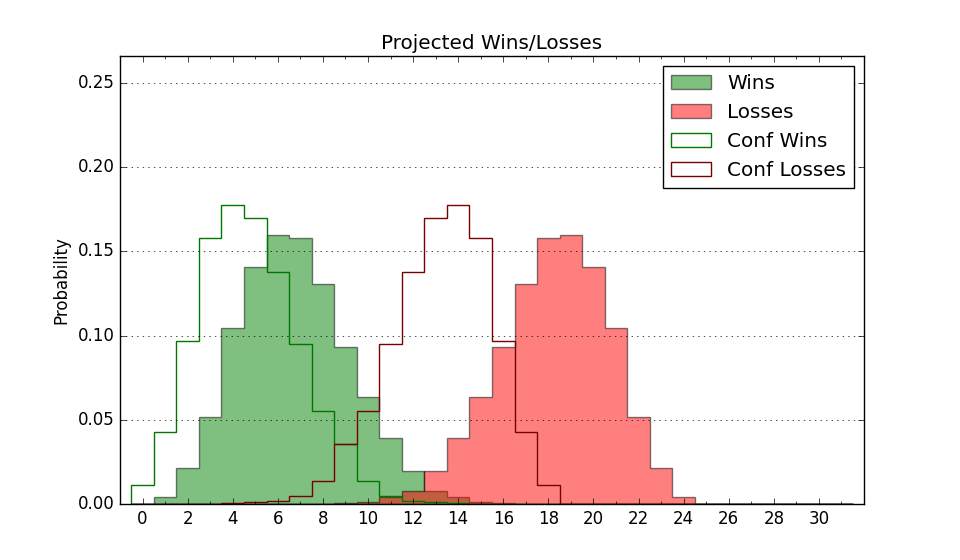 Projected Wins/Losses
Wins
Losses
Conf Wins
Conf Losses
Probability
0.25
0.20
0.15
0.10
0.05
0.00
0 2 4 6 8 10 12 14 16 18 20 22 24 26 28 30